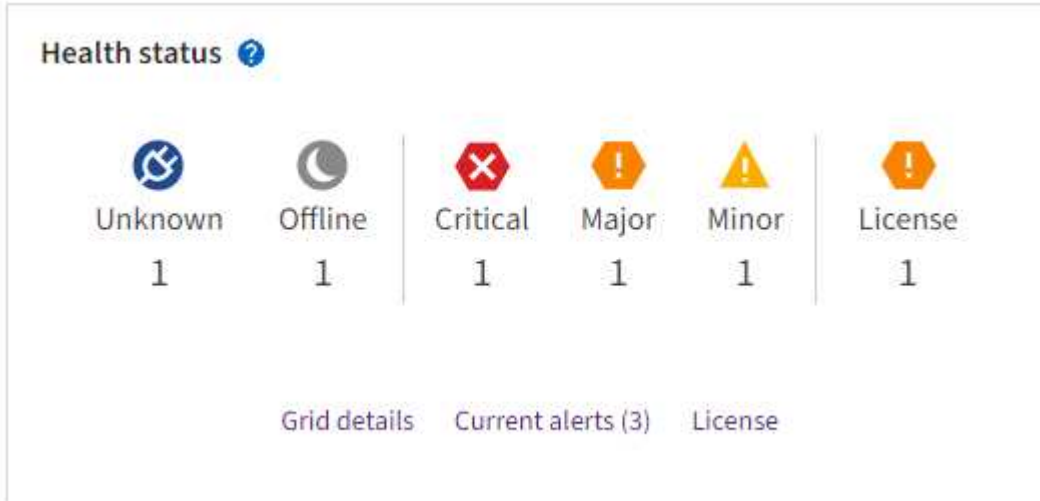 Health status ?
Unknown Offline Critical Major Minor License
1 1 1 1 1 1
Grid details Current alerts (3) License